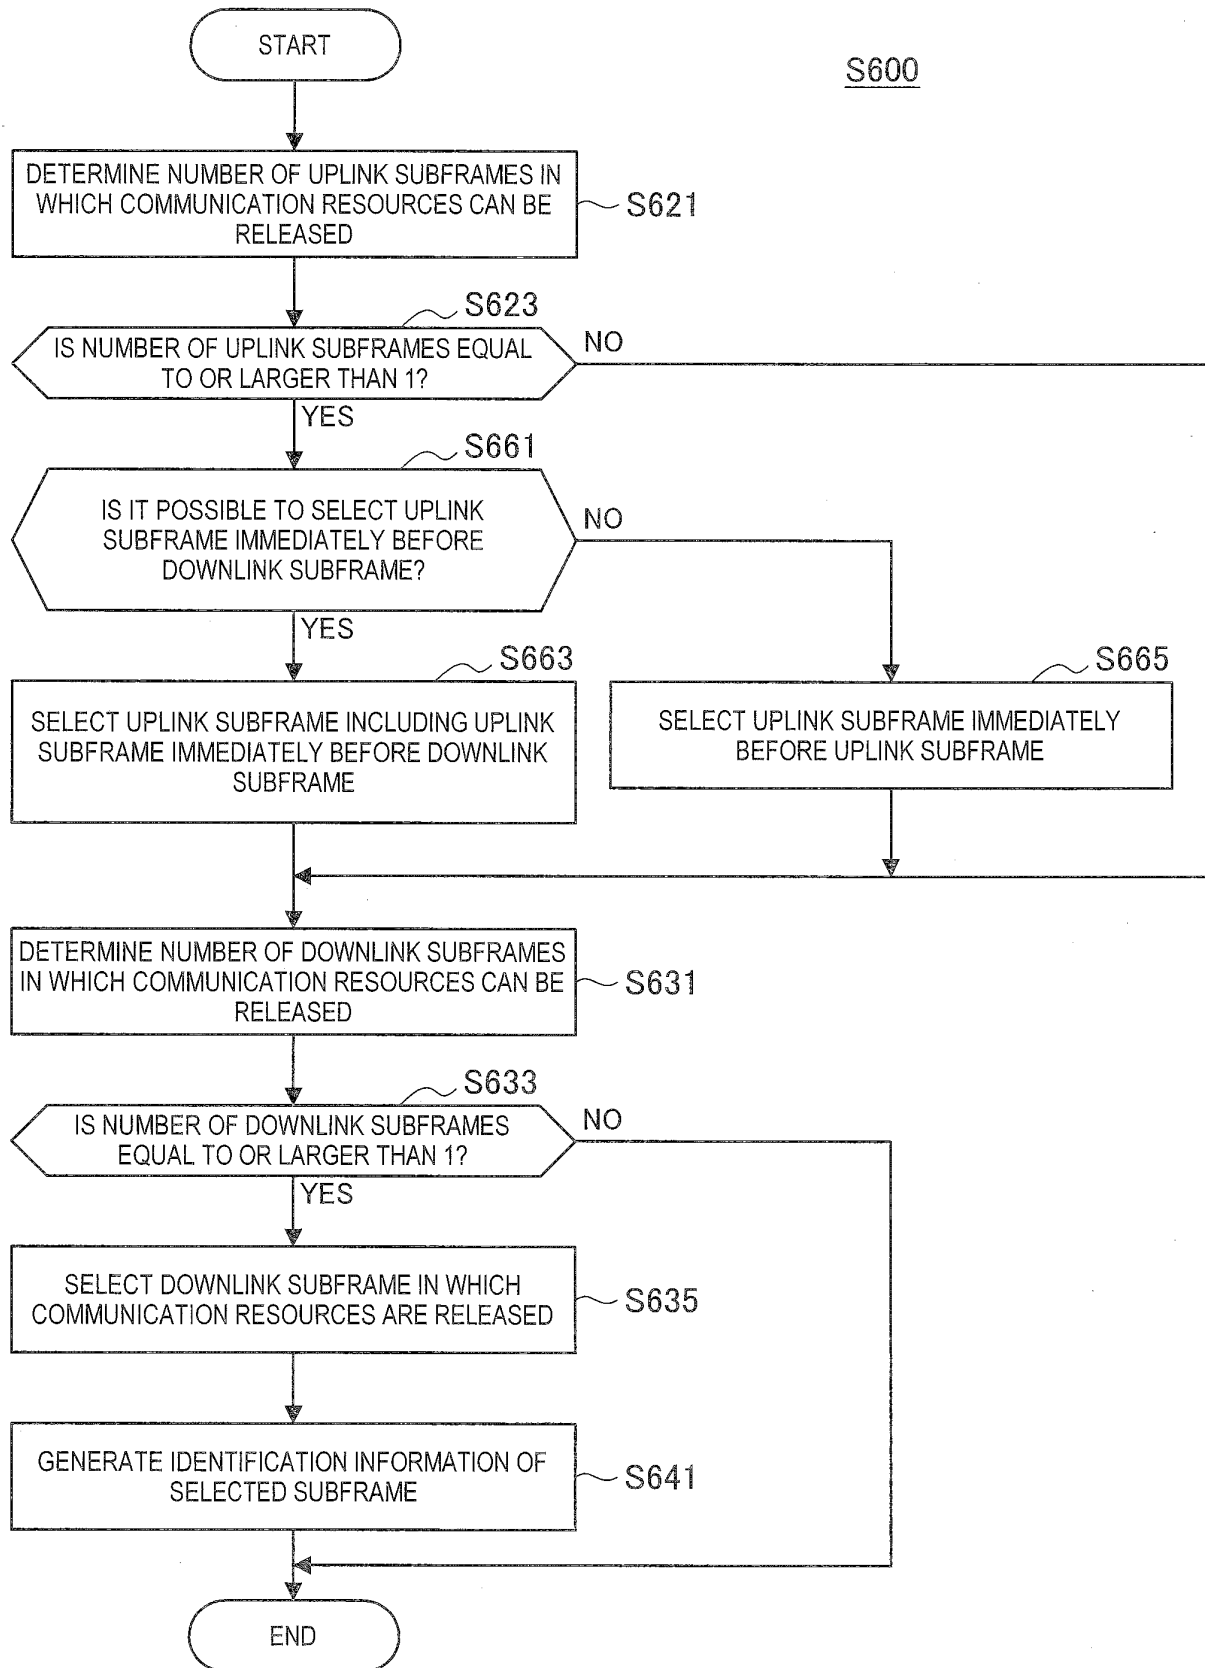 START
S600
DETERMINE NUMBER OF UPLINK SUBFRAMES IN
WHICH COMMUNICATION RESOURCES CAN BE
RELEASED
S621
S623
IS NUMBER OF UPLINK SUBFRAMES EQUAL
TO OR LARGER THAN 1?
NO
YES
S661
IS IT POSSIBLE TO SELECT UPLINK
SUBFRAME IMMEDIATELY BEFORE
DOWNLINK SUBFRAME?
NO
YES
S663
SELECT UPLINK SUBFRAME INCLUDING UPLINK
SUBFRAME IMMEDIATELY BEFORE DOWNLINK
SUBFRAME
S665
SELECT UPLINK SUBFRAME IMMEDIATELY
BEFORE UPLINK SUBFRAME
DETERMINE NUMBER OF DOWNLINK SUBFRAMES
IN WHICH COMMUNICATION RESOURCES CAN BE
RELEASED
S631
S633
IS NUMBER OF DOWNLINK SUBFRAMES
EQUAL TO OR LARGER THAN 1?
NO
YES
SELECT DOWNLINK SUBFRAME IN WHICH
COMMUNICATION RESOURCES ARE RELEASED
S635
GENERATE IDENTIFICATION INFORMATION OF
SELECTED SUBFRAME
S641
END